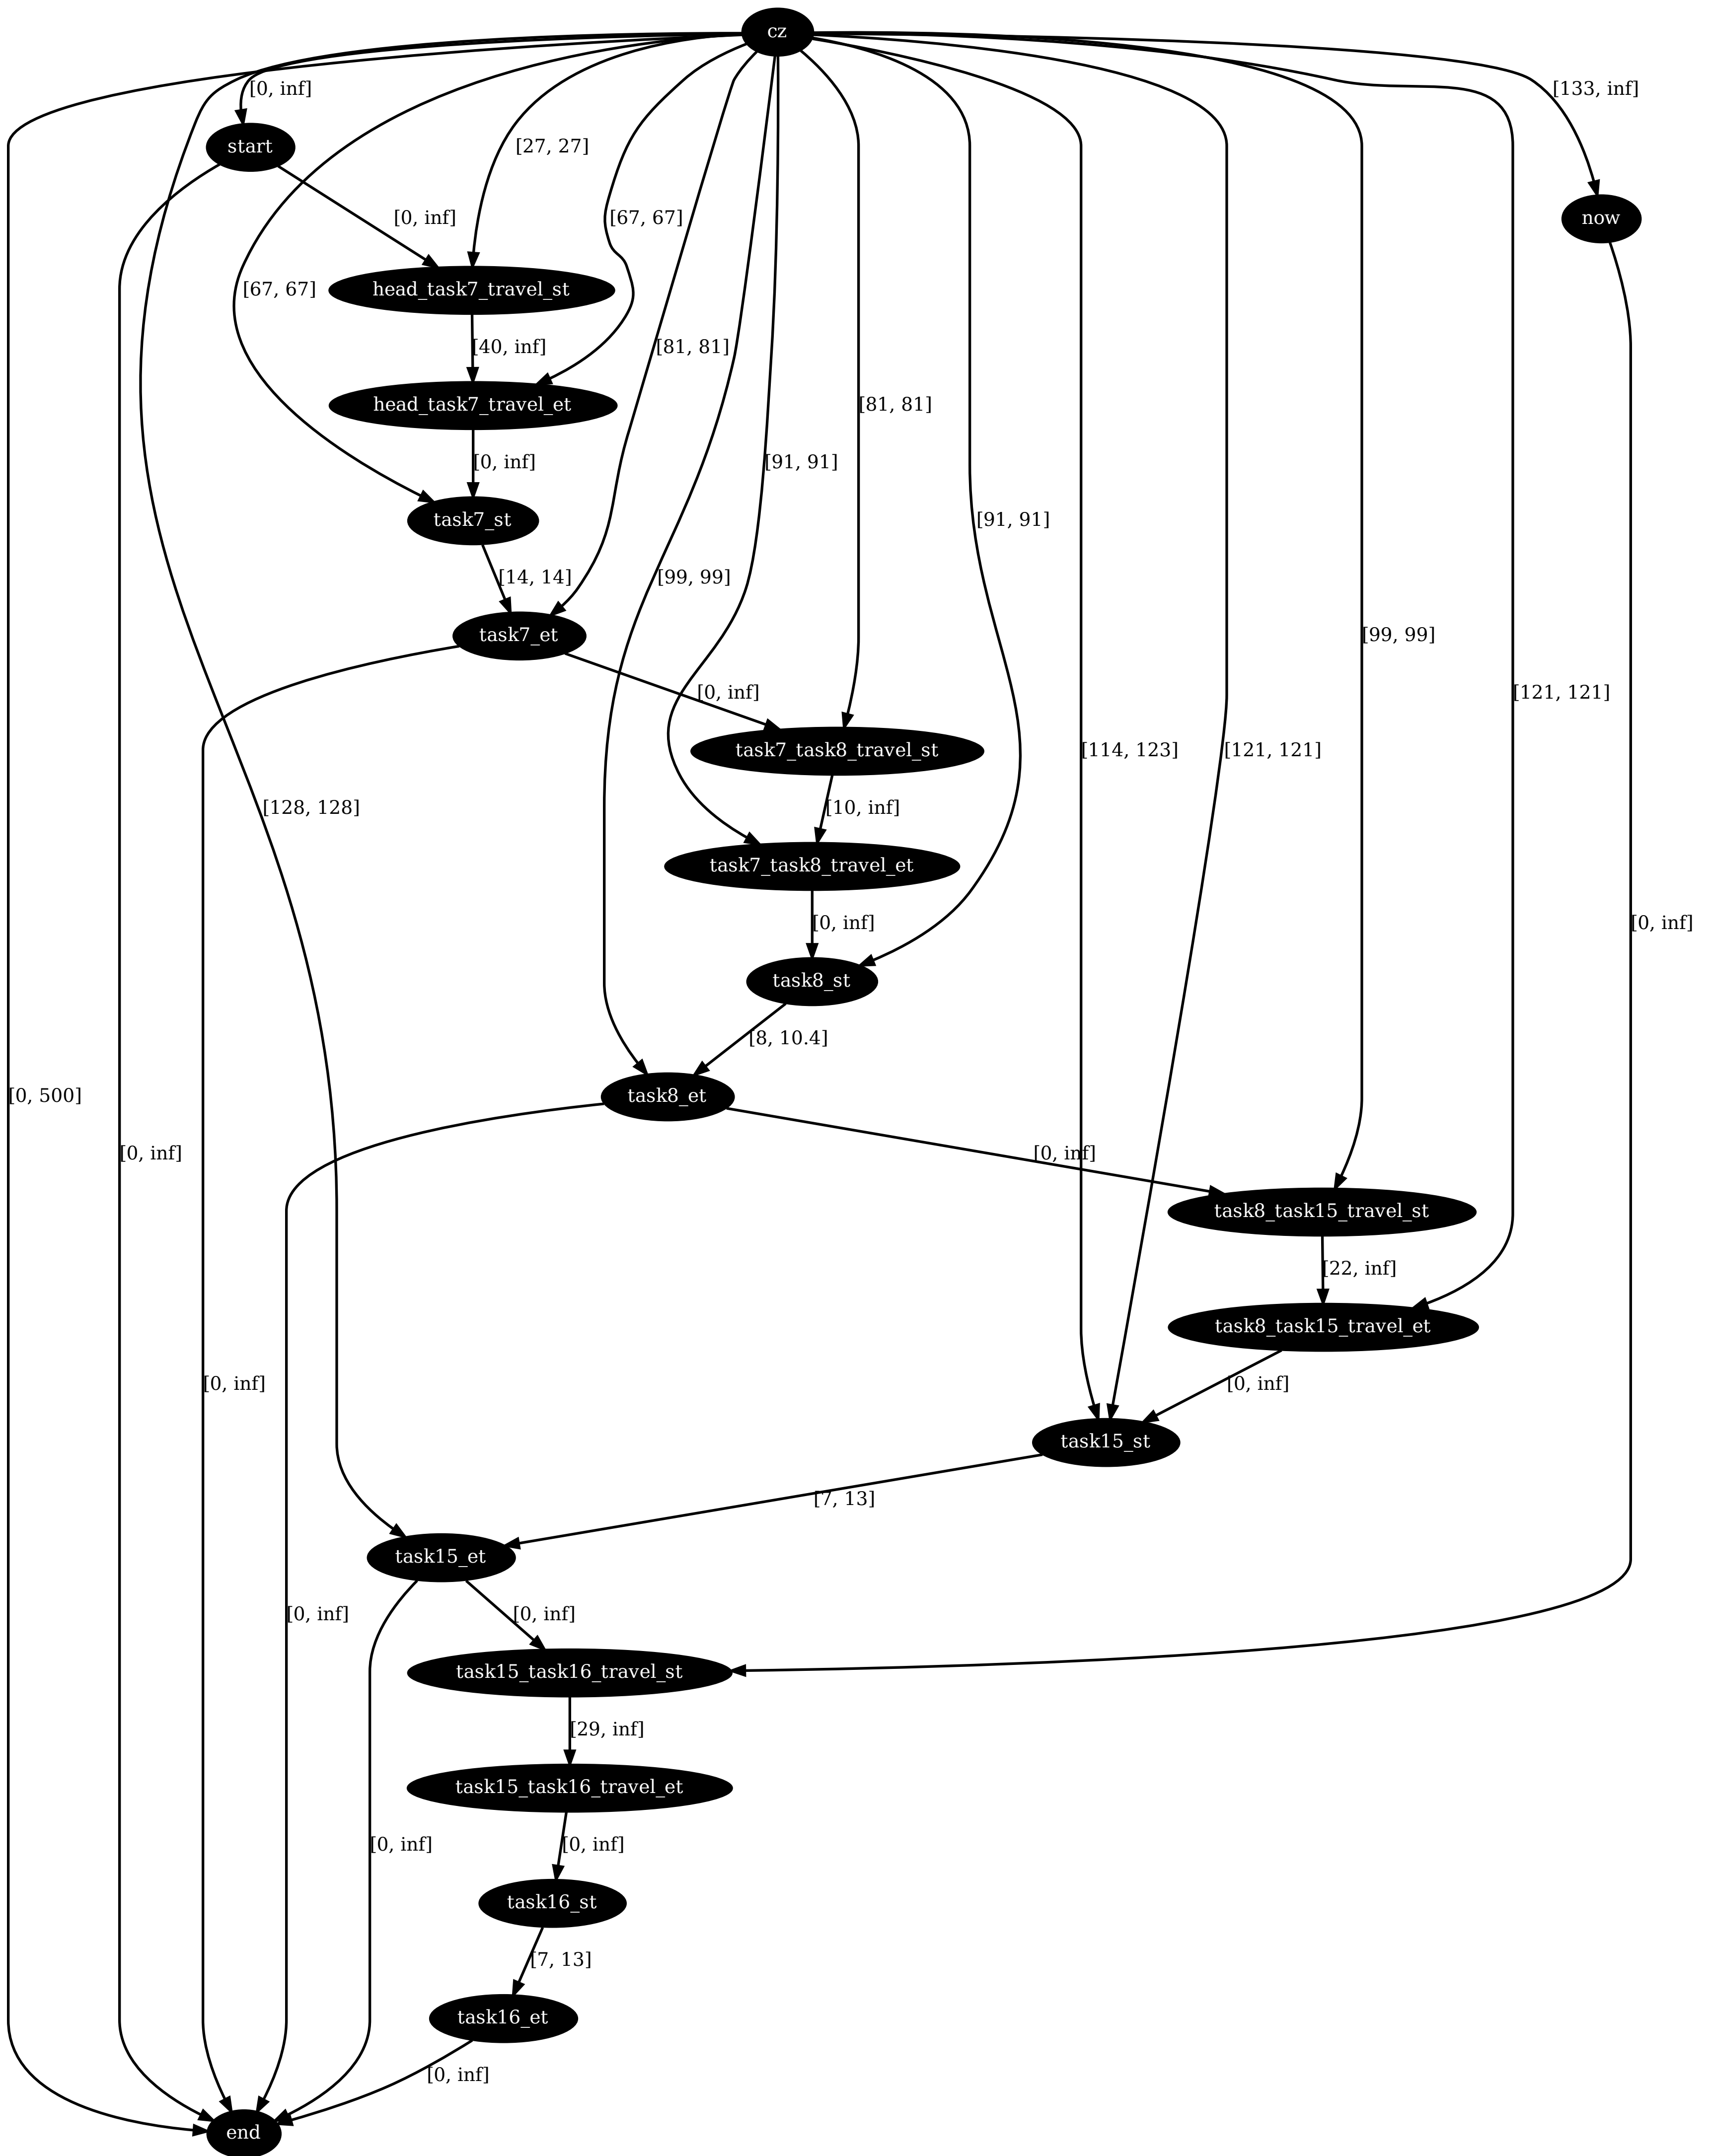 cz
[0, inf]
[133, inf]
start
[27, 27]
now
[0, inf]
[67, 67]
[67, 67]
head_task7_travel_st
[40, inf]
[81, 81]
head_task7_travel_et
[81, 81]
[0, inf]
[91, 91]
task7_st
[91, 91]
[14, 14]
[99, 99]
task7_et
[99, 99]
[0, inf]
[121, 121]
task7_task8_travel_st
[114, 123]
[121, 121]
[128, 128]
[10, inf]
task7_task8_travel_et
[0, inf]
[0, inf]
task8_st
[8, 10.4]
[0, 500]
task8_et
[0, inf]
[0, inf]
task8_task15_travel_st
[22, inf]
task8_task15_travel_et
[0, inf]
[0, inf]
task15_st
[7, 13]
task15_et
[0, inf]
[0, inf]
task15_task16_travel_st
[29, inf]
task15_task16_travel_et
[0, inf]
[0, inf]
task16_st
[7, 13]
task16_et
[0, inf]
end